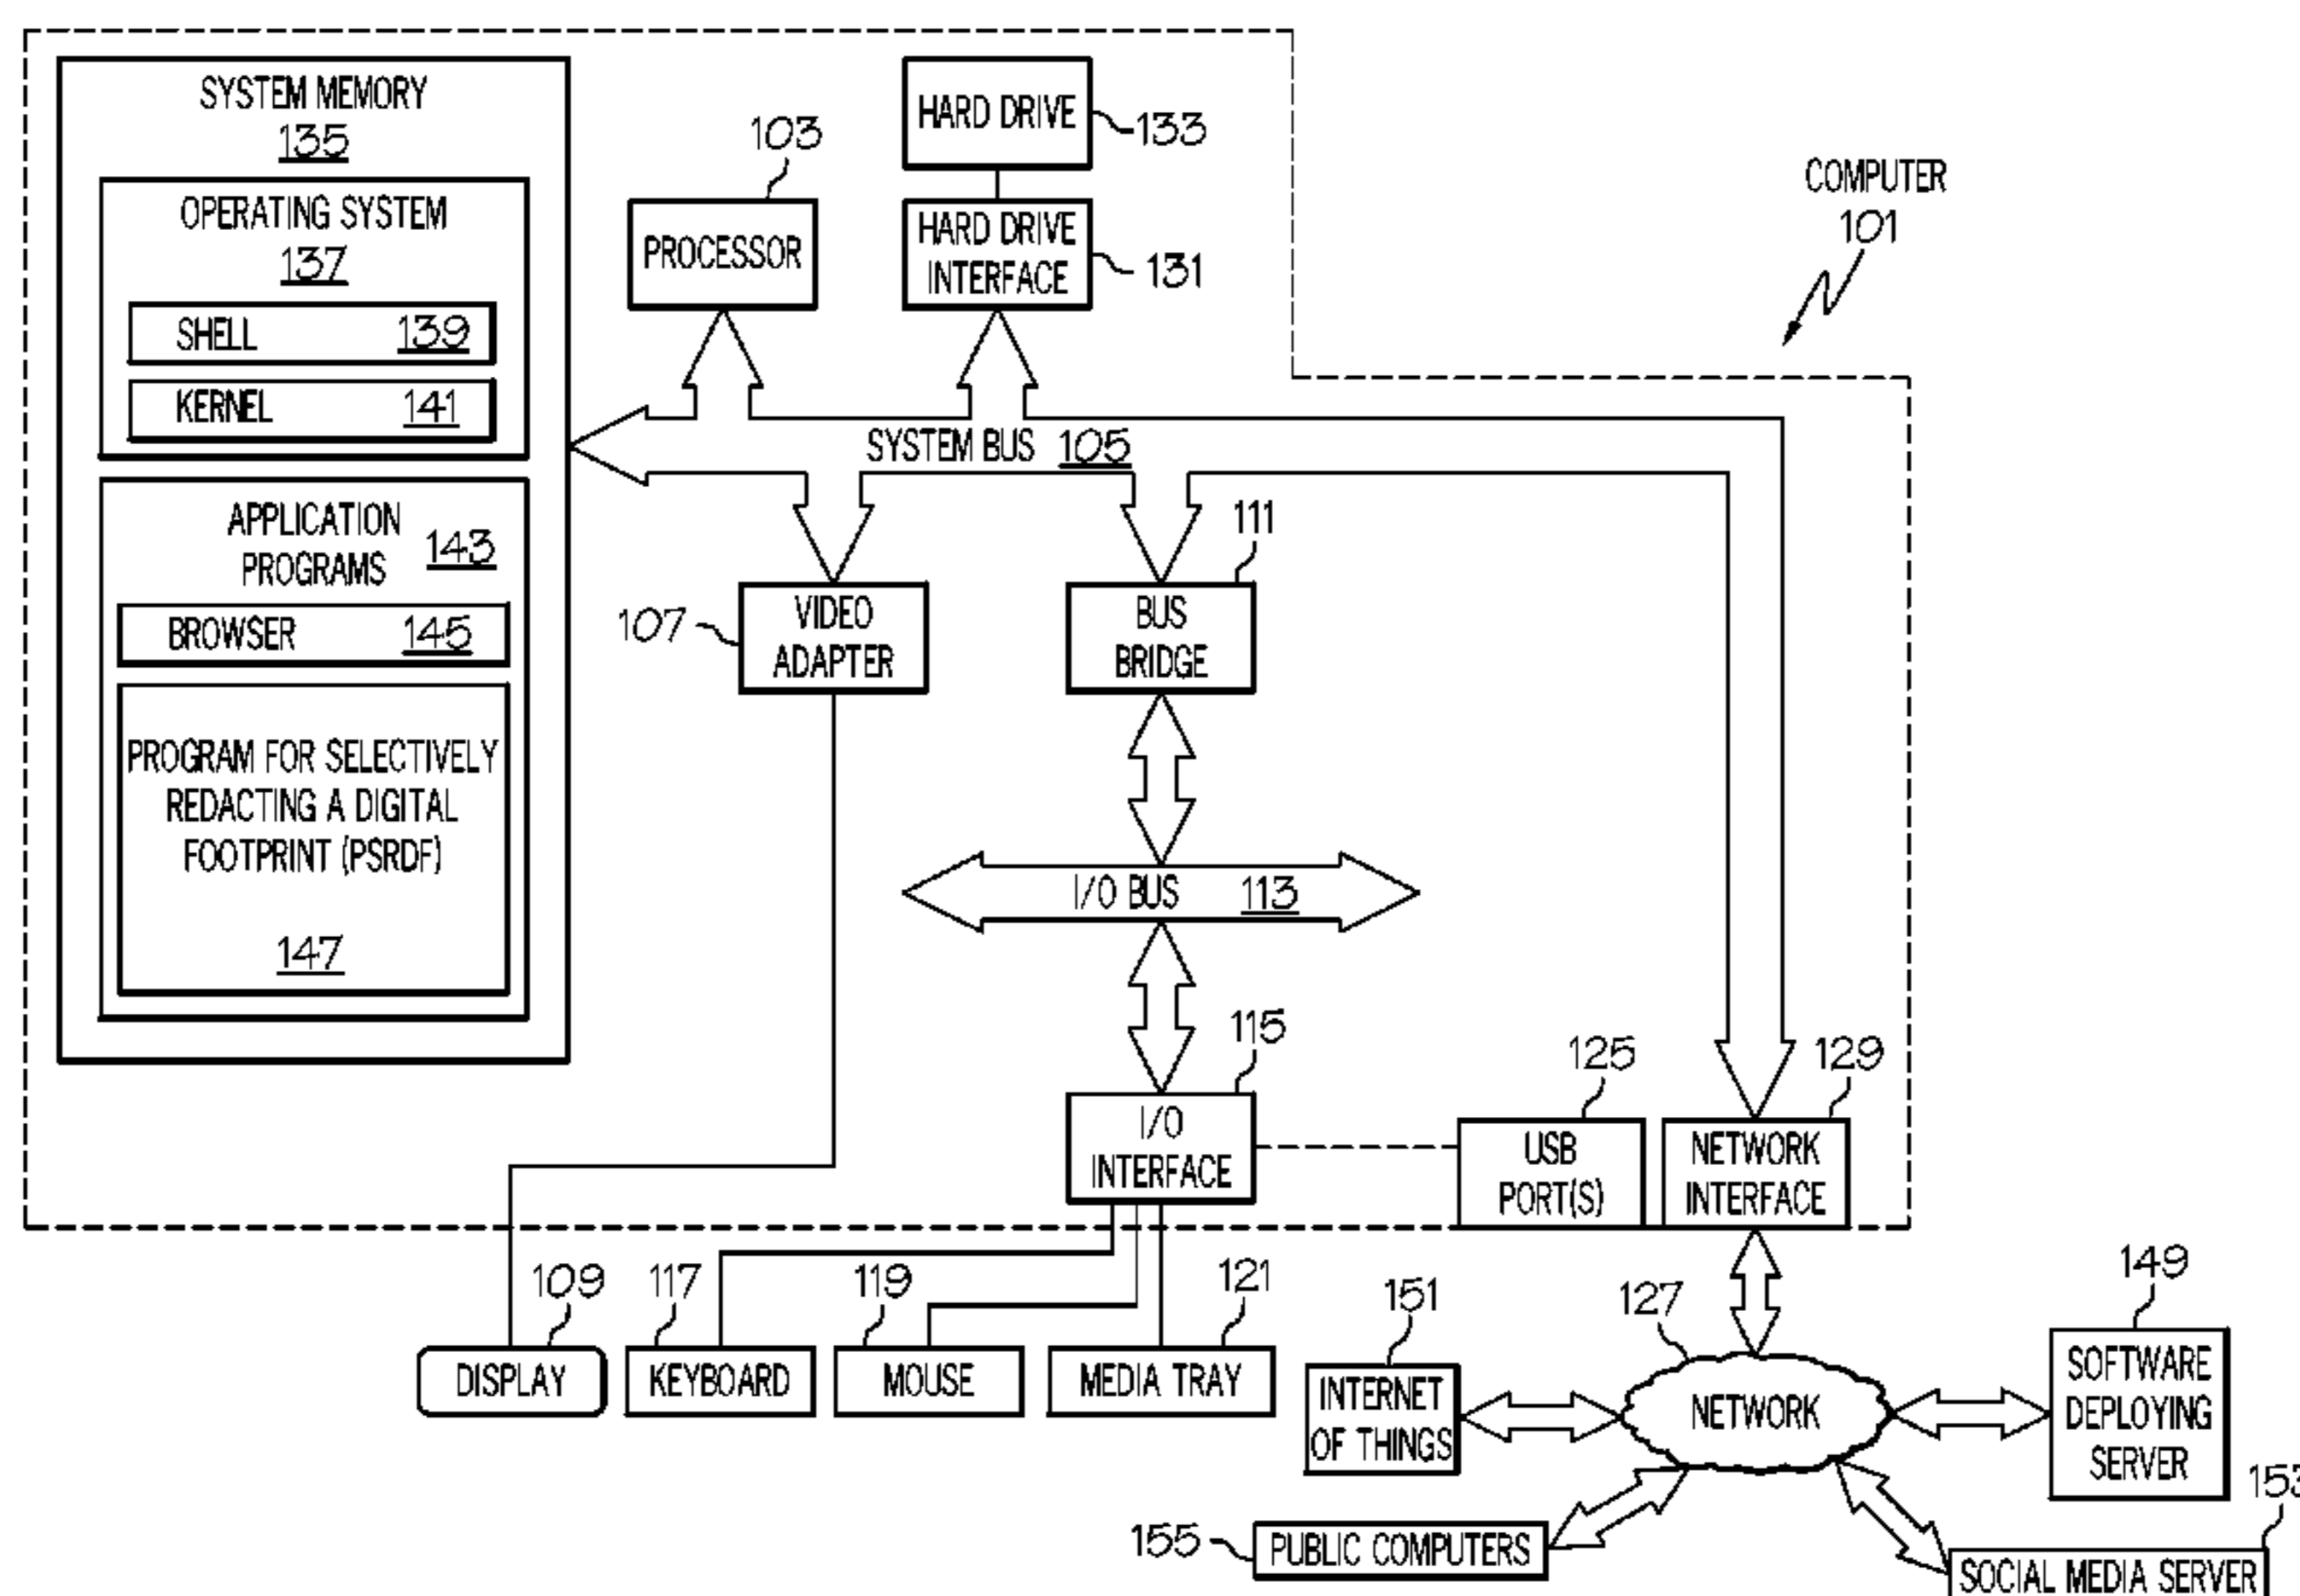 SYSTEM MEMORY
135
OPERATING SYSTEM
137
SHELL 139
KERNEL 141
APPLICATION
PROGRAMS 143
BROWSER 145
PROGRAM FOR SELECTIVELY
REDACTING A DIGITAL
FOOTPRINT (PSRDF)
147
103
PROCESSOR
HARD DRIVE
133
HARD DRIVE
INTERFACE
131
COMPUTER
101
SYSTEM BUS 105
107
VIDEO
ADAPTER
111
BUS
BRIDGE
I/O BUS 113
115
I/O
INTERFACE
125
USB
PORT(S)
129
NETWORK
INTERFACE
109
DISPLAY
117
KEYBOARD
119
MOUSE
121
MEDIA TRAY
151
INTERNET
OF THINGS
127
NETWORK
149
SOFTWARE
DEPLOYING
SERVER
155
PUBLIC COMPUTERS
153
SOCIAL MEDIA SERVER